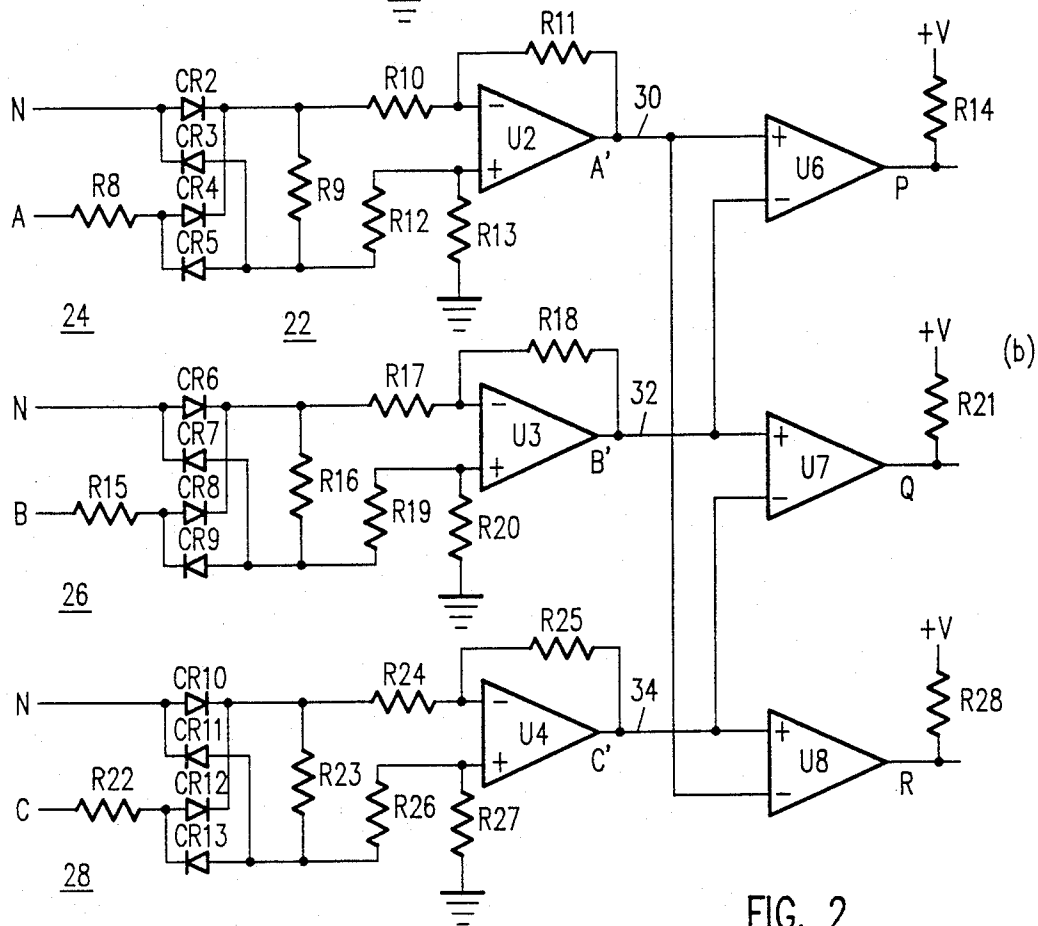 R11
+V
R10
CR2
30
N
R14
CR3
−
U2
+
U6
R8
CR4
R9
+
A'
−
P
A
R12
R13
CR5
24
22
R18
+V
(b)
CR6
R17
32
N
R21
CR7
−
U3
+
U7
R15
CR8
R16
+
B'
−
Q
B
R19
R20
CR9
26
R25
+V
CR10
R24
34
N
R28
CR11
−
U4
+
U8
R22
CR12
R23
+
C'
−
R
C
R26
R27
CR13
28
FIG. 2